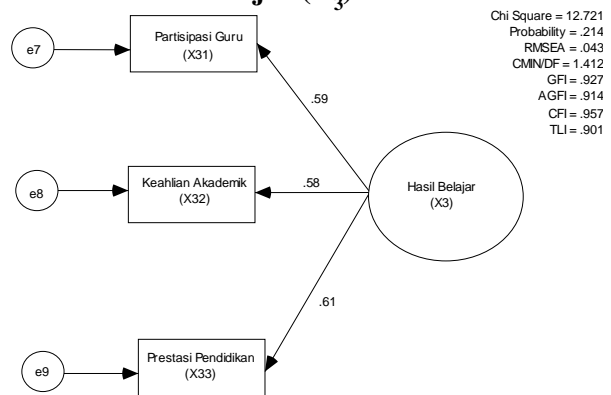 Chi Square = 12.721
Probability = .214
RMSEA = .043
CMIN/DF = 1.412
GFI = .927
AGFI = .914
CFI = .957
TLI = .901
e7
Partisipasi Guru
(X31)
.59
e8
Keahlian Akademik
(X32)
.58
Hasil Belajar
(X3)
.61
e9
Prestasi Pendidikan
(X33)